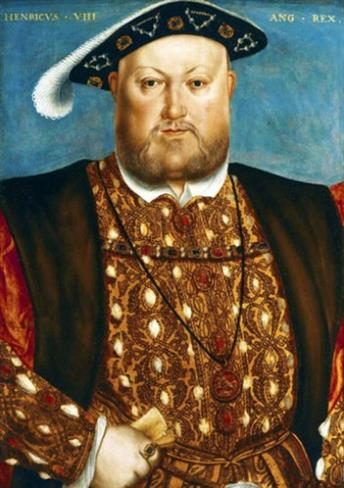 HENRICVS · VIII ANG · REX ·